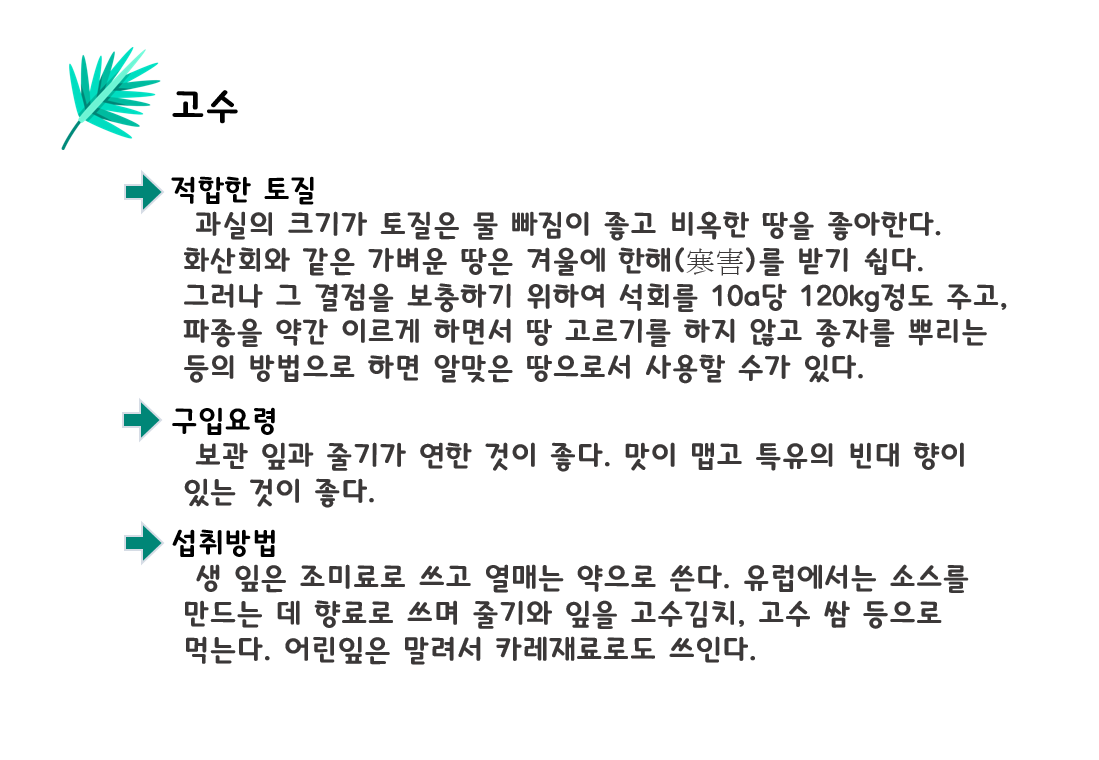 고수
적합한 토질
과실의 크기가 토질은 물 빠짐이 좋고 비옥한 땅을 좋아한다.
화산회와 같은 가벼운 땅은 겨울에 한해(寒害)를 받기 쉽다.
그러나 그 결점을 보충하기 위하여 석회를 10a당 120kg정도 주고,
파종을 약간 이르게 하면서 땅 고르기를 하지 않고 종자를 뿌리는
등의 방법으로 하면 알맞은 땅으로서 사용할 수가 있다.
구입요령
보관 잎과 줄기가 연한 것이 좋다. 맛이 맵고 특유의 빈대 향이
있는 것이 좋다.
섭취방법
생 잎은 조미료로 쓰고 열매는 약으로 쓴다. 유럽에서는 소스를
만드는 데 향료로 쓰며 줄기와 잎을 고수김치, 고수 쌈 등으로
먹는다. 어린잎은 말려서 카레재료로도 쓰인다.